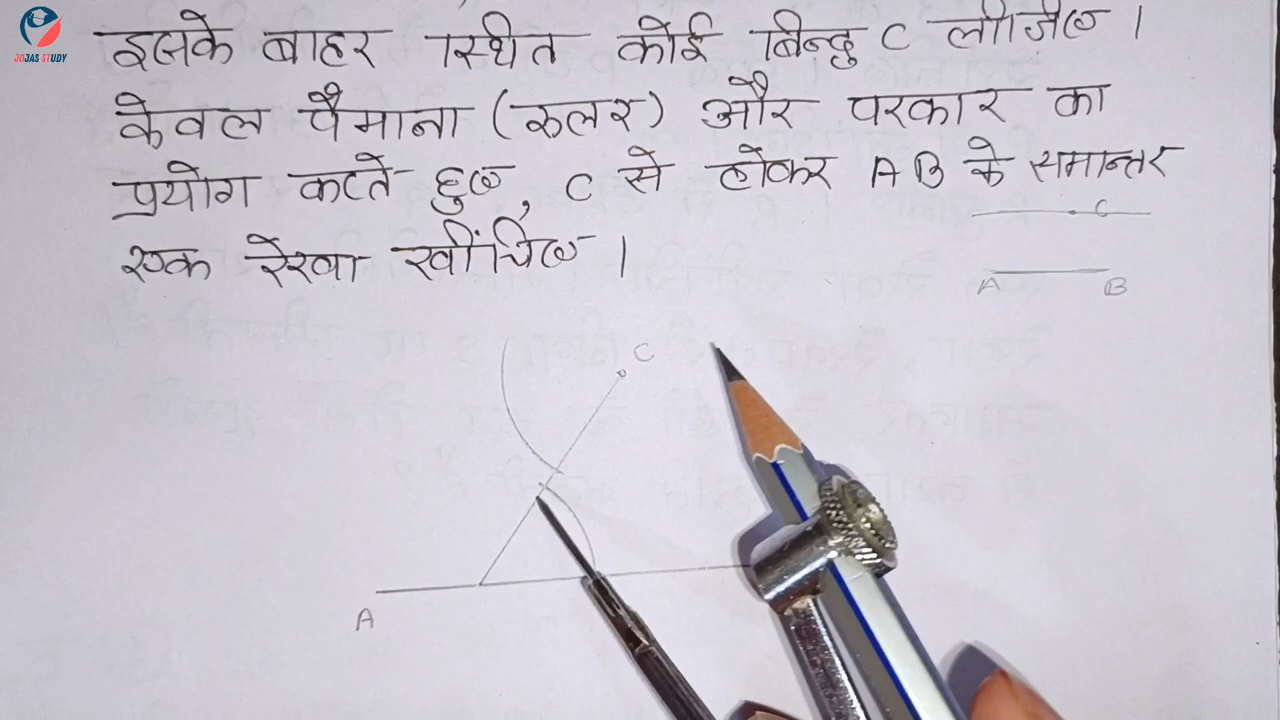 JOJAS STUDY
इसके बाहर स्थित कोई बिन्दु C लीजिए।
केवल पैमाना (रुलर) और परकार का
प्रयोग करते हुए, C से होकर AB के समान्तर
एक रेखा खींचिए।
C
A B
C
A